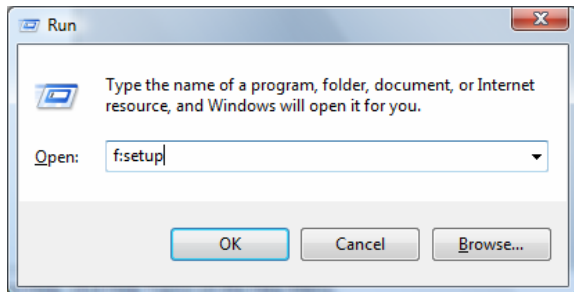 Run
Type the name of a program, folder, document, or Internet
resource, and Windows will open it for you.
Open: f:setup
OK Cancel Browse...